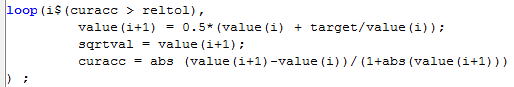 loop(i$(curacc > reltol),
value(i+1) = 0.5*(value(i) + target/value(i));
sqrtval = value(i+1);
curacc = abs (value(i+1)-value(i))/(1+abs(value(i+1)))
) ;